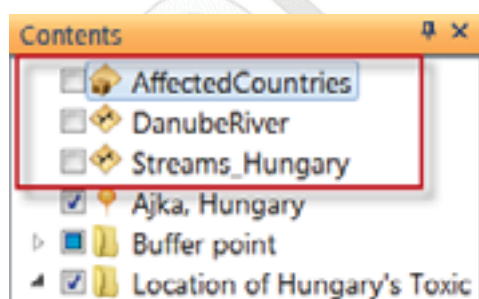 Contents
AffectedCountries
DanubeRiver
Streams_Hungary
Ajka, Hungary
Buffer point
Location of Hungary's Toxic